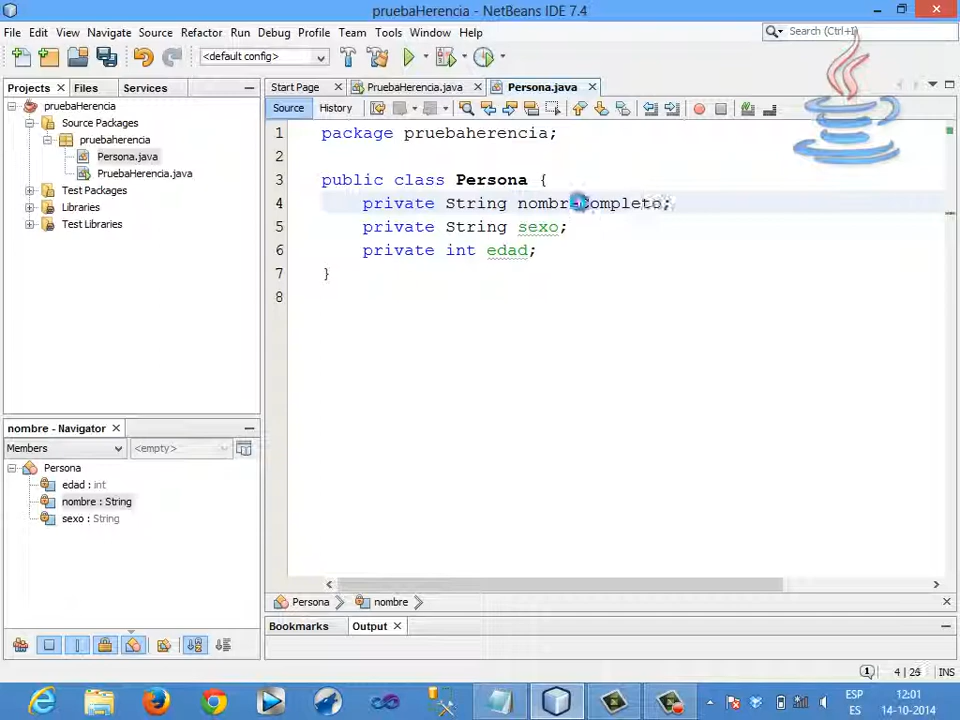 pruebaHerencia - NetBeans IDE 7.4
File Edit View Navigate Source Refactor Run Debug Profile Team Tools Window Help
Search (Ctrl+I)
<default config>
Projects Files Services
Start Page PruebaHerencia.java Persona.java
Source History
pruebaHerencia
Source Packages
pruebaherencia
Persona.java
PruebaHerencia.java
Test Packages
Libraries
Test Libraries
1 package pruebaherencia;
2
3 public class Persona {
4 private String nombreCompleto;
5 private String sexo;
6 private int edad;
7 }
8
nombre - Navigator
Members <empty>
Persona
edad : int
nombre : String
sexo : String
Persona nombre
Bookmarks Output
1 4 | 26 INS
ESP 12:01
ES 14-10-2014